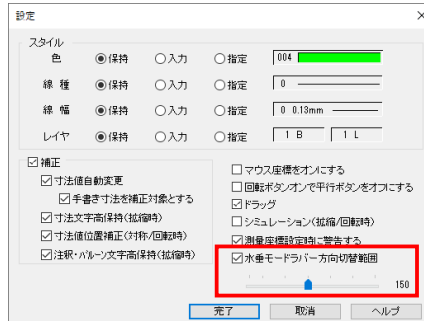 設定
スタイル
色 保持 入力 指定 004
線 種 保持 入力 指定 0
線 幅 保持 入力 指定 0 0.13mm
レイヤ 保持 入力 指定 1 B 1 L
補正
寸法値自動変更
手書き寸法を補正対象とする
寸法文字高保持(拡縮時)
寸法値位置補正(対称/回転時)
注釈・バルーン文字高保持(拡縮時)
マウス座標をオンにする
回転ボタンオンで平行ボタンをオフにする
ドラッグ
シミュレーション(拡縮/回転時)
測量座標設定時に警告する
水垂モードラバー方向切替範囲
150
完了 取消 ヘルプ